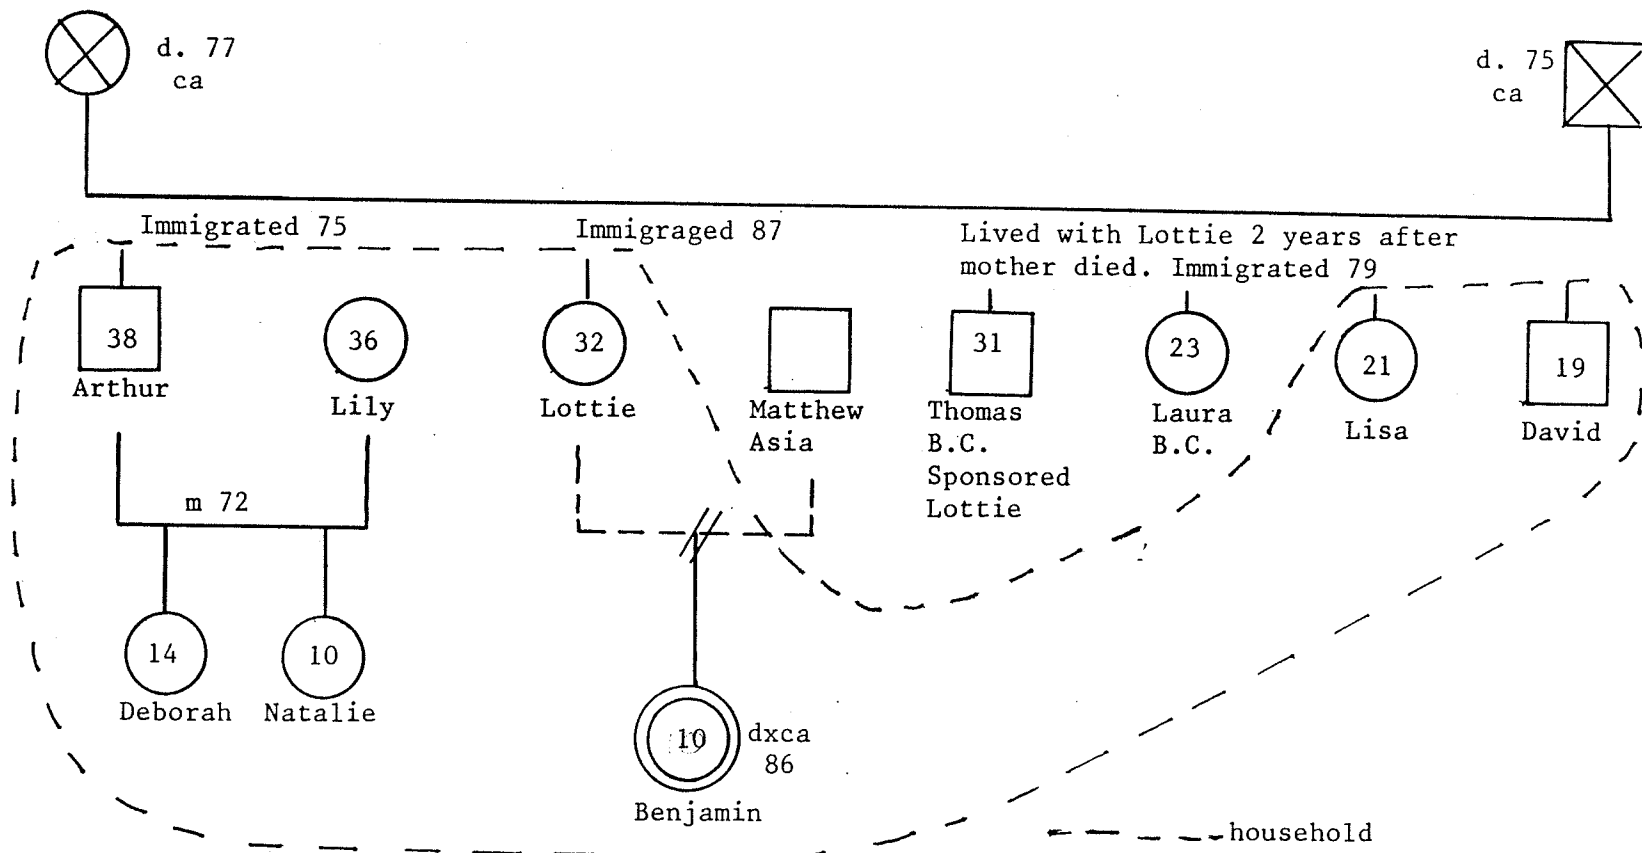 d. 77
ca
d. 75
ca
Immigrated 75
Immigraged 87
Lived with Lottie 2 years after
mother died. Immigrated 79
38
Arthur
36
Lily
32
Lottie
Matthew
Asia
31
Thomas
B.C.
Sponsored
Lottie
23
Laura
B.C.
21
Lisa
19
David
m 72
14
Deborah
10
Natalie
10
dxca
86
Benjamin
household